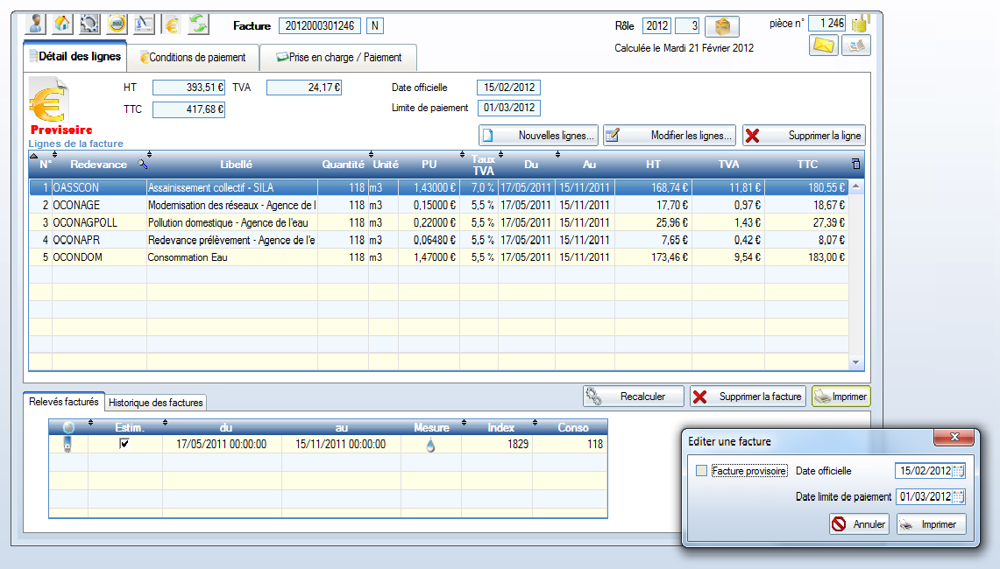 Facture 2012000301246 N Rôle 2012 3 pièce n° 1 246
Calculée le Mardi 21 Février 2012
Détail des lignes Conditions de paiement Prise en charge / Paiement
HT 393,51 € TVA 24,17 € Date officielle 15/02/2012
TTC 417,68 € Limite de paiement 01/03/2012
Provisoire
Lignes de la facture
Nouvelles lignes... Modifier les lignes... Supprimer la ligne
N° Redevance Libellé Quantité Unité PU Taux TVA Du Au HT TVA TTC
1 OASSCON Assainissement collectif - SILA 118 m3 1,43000 € 7,0 % 17/05/2011 15/11/2011 168,74 € 11,81 € 180,55 €
2 OCONAGE Modernisation des réseaux - Agence de l 118 m3 0,15000 € 5,5 % 17/05/2011 15/11/2011 17,70 € 0,97 € 18,67 €
3 OCONAGPOLL Pollution domestique - Agence de l'eau 118 m3 0,22000 € 5,5 % 17/05/2011 15/11/2011 25,96 € 1,43 € 27,39 €
4 OCONAPR Redevance prélèvement - Agence de l'e 118 m3 0,06480 € 5,5 % 17/05/2011 15/11/2011 7,65 € 0,42 € 8,07 €
5 OCONDOM Consommation Eau 118 m3 1,47000 € 5,5 % 17/05/2011 15/11/2011 173,46 € 9,54 € 183,00 €
Recalculer Supprimer la facture Imprimer
Relevés facturés Historique des factures
Estim. du au Mesure Index Conso
17/05/2011 00:00:00 15/11/2011 00:00:00 1829 118
Editer une facture
Facture provisoire Date officielle 15/02/2012
Date limite de paiement 01/03/2012
Annuler Imprimer